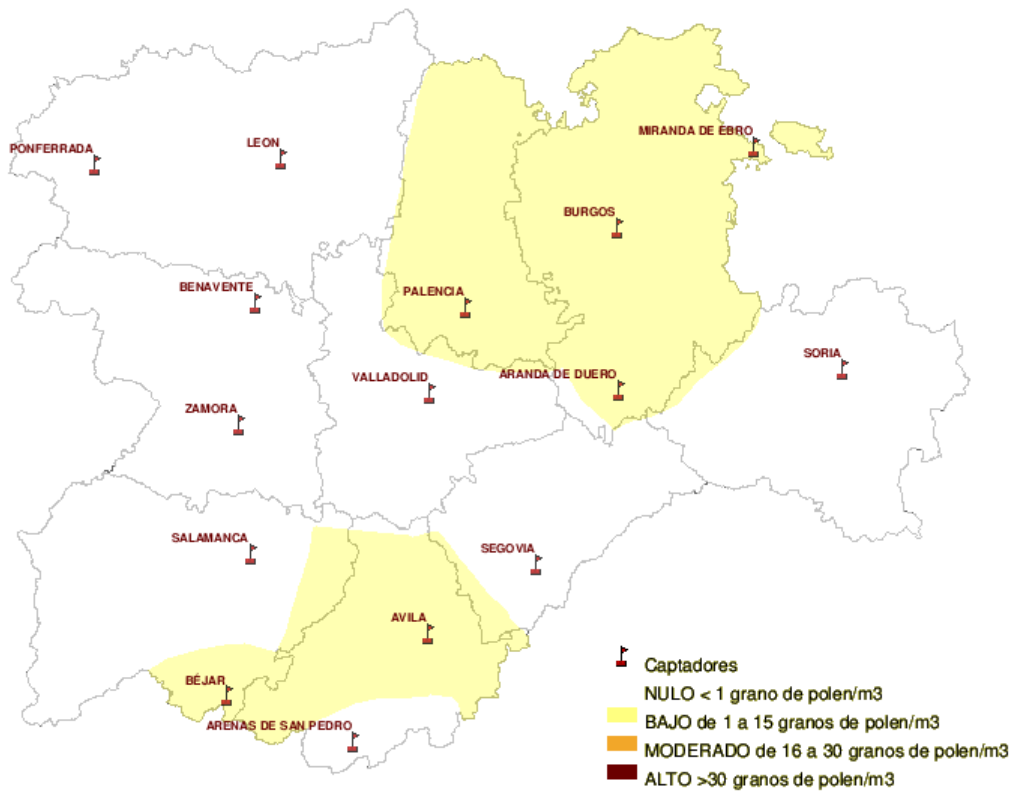 MIRANDA DE EBRO
LEON
PONFERRADA
BURGOS
BENAVENTE
PALENCIA
SORIA
VALLADOLID
ARANDA DE DUERO
ZAMORA
SALAMANCA
SEGOVIA
AVILA
BÉJAR
ARENAS DE SAN PEDRO
Captadores
NULO < 1 grano de polen/m3
BAJO de 1 a 15 granos de polen/m3
MODERADO de 16 a 30 granos de polen/m3
ALTO >30 granos de polen/m3